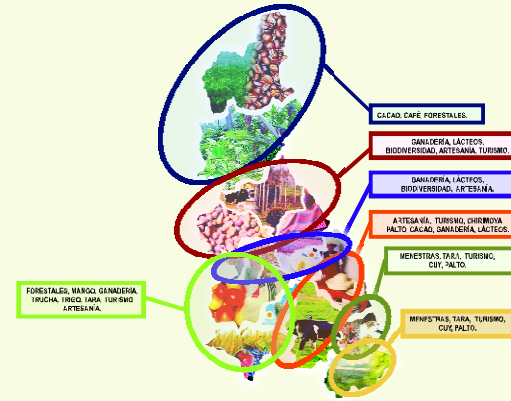 CACAO, CAFÉ, FORESTALES.
GANADERÍA, LÁCTEOS,
BIODIVERSIDAD, ARTESANÍA, TURISMO.
GANADERÍA, LÁCTEOS,
BIODIVERSIDAD, ARTESANÍA.
ARTESANÍA, TURISMO, CHIRIMOYA
PALTO, CACAO, GANADERÍA, LÁCTEOS.
MENESTRAS, TARA, TURISMO,
CUY, PALTO.
FORESTALES, MANGO, GANADERÍA,
TRUCHA, TRIGO, TARA, TURISMO
ARTESANÍA.
MENESTRAS, TARA, TURISMO,
CUY, PALTO.